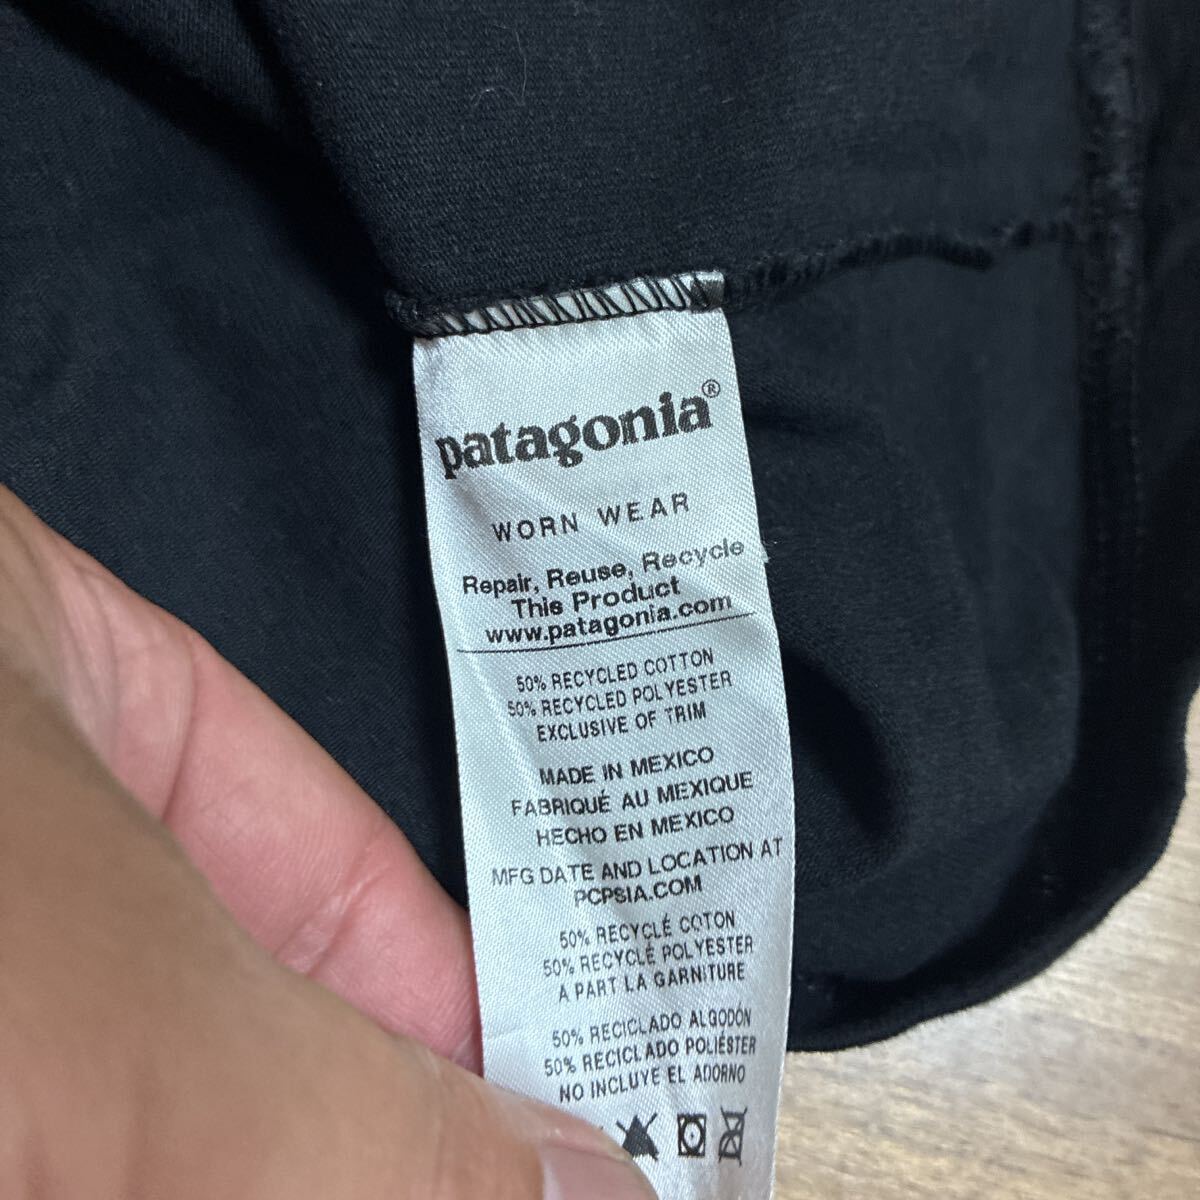 patagonia®
WORN WEAR
Repair, Reuse, Recycle
This Product
www.patagonia.com
50% RECYCLED COTTON
50% RECYCLED POLYESTER
EXCLUSIVE OF TRIM
MADE IN MEXICO
FABRIQUÉ AU MEXIQUE
HECHO EN MEXICO
MFG DATE AND LOCATION AT
PCPSIA.COM
50% RECYCLÉ COTON
50% RECYCLÉ POLYESTER
A PART LA GARNITURE
50% RECICLADO ALGODÓN
50% RECICLADO POLIÉSTER
NO INCLUYE EL ADORNO